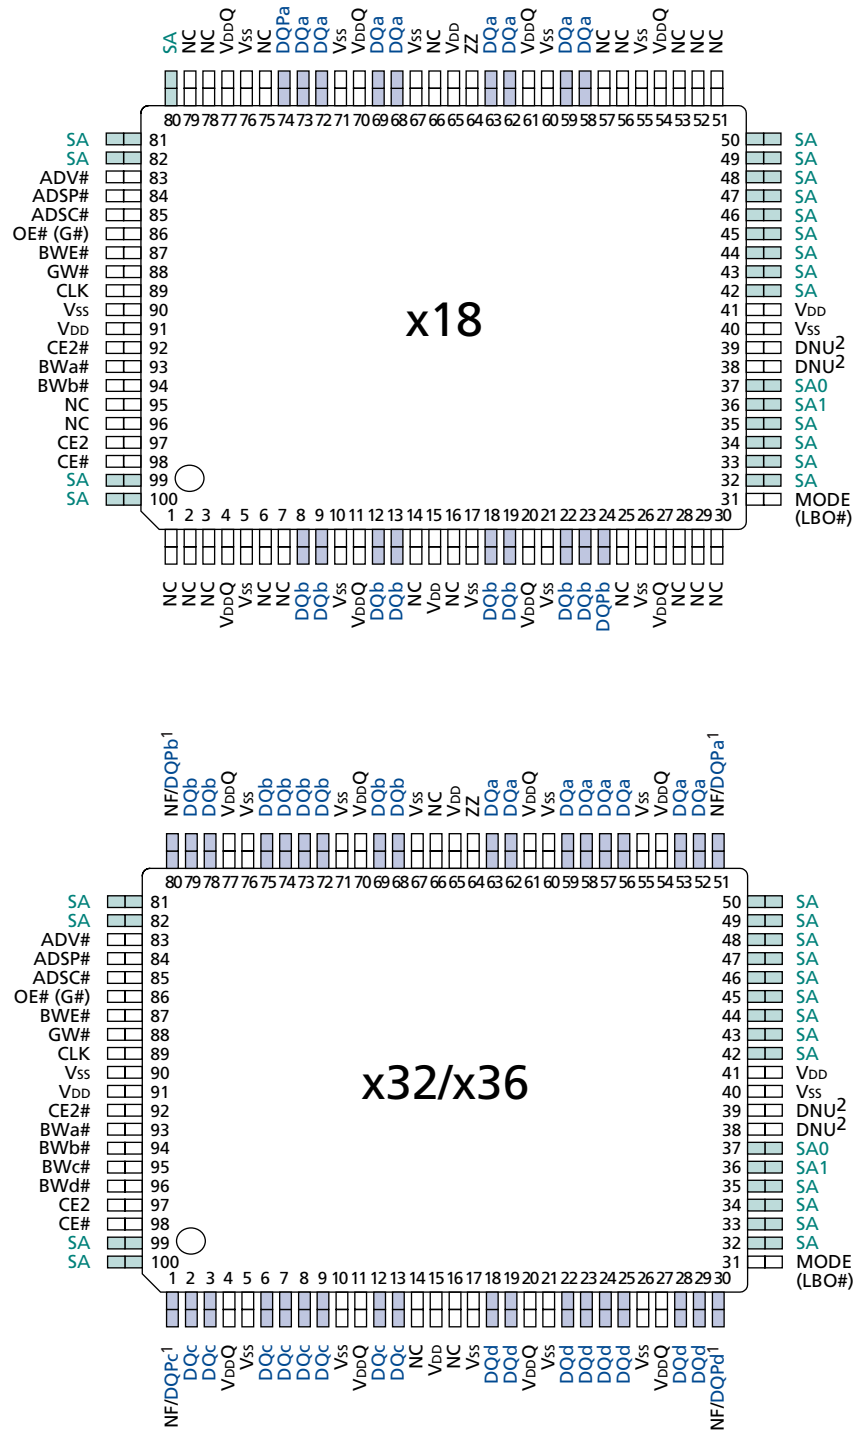 SA NC NC VDDQ VSS NC DQPa DQa DQa VSS VDDQ DQa DQa VSS NC VDD ZZ DQa DQa VDDQ VSS DQa DQa NC NC VSS VDDQ NC NC NC
80 79 78 77 76 75 74 73 72 71 70 69 68 67 66 65 64 63 62 61 60 59 58 57 56 55 54 53 52 51
SA 81 50 SA
SA 82 49 SA
ADV# 83 48 SA
ADSP# 84 47 SA
ADSC# 85 46 SA
OE# (G#) 86 45 SA
BWE# 87 44 SA
GW# 88 43 SA
CLK 89 42 SA
VSS 90 41 VDD
x18
VDD 91 40 VSS
CE2# 92 39 DNU2
BWa# 93 38 DNU2
BWb# 94 37 SA0
NC 95 36 SA1
NC 96 35 SA
CE2 97 34 SA
CE# 98 33 SA
SA 99 32 SA
SA 100 31 MODE
(LBO#)
1 2 3 4 5 6 7 8 9 10 11 12 13 14 15 16 17 18 19 20 21 22 23 24 25 26 27 28 29 30
NC NC NC VDDQ VSS NC NC DQb DQb VSS VDDQ DQb DQb NC VDD NC VSS DQb DQb VDDQ VSS DQb DQb DQPb NC VSS VDDQ NC NC NC
NF/DQPb1 DQb DQb VDDQ VSS DQb DQb DQb DQb VSS VDDQ DQb DQb VSS NC VDD ZZ DQa DQa VDDQ VSS DQa DQa DQa DQa VSS VDDQ DQa DQa NF/DQPa1
80 79 78 77 76 75 74 73 72 71 70 69 68 67 66 65 64 63 62 61 60 59 58 57 56 55 54 53 52 51
SA 81 50 SA
SA 82 49 SA
ADV# 83 48 SA
ADSP# 84 47 SA
ADSC# 85 46 SA
OE# (G#) 86 45 SA
BWE# 87 44 SA
GW# 88 43 SA
CLK 89 42 SA
VSS 90 41 VDD
x32/x36
VDD 91 40 VSS
CE2# 92 39 DNU2
BWa# 93 38 DNU2
BWb# 94 37 SA0
BWc# 95 36 SA1
BWd# 96 35 SA
CE2 97 34 SA
CE# 98 33 SA
SA 99 32 SA
SA 100 31 MODE
(LBO#)
1 2 3 4 5 6 7 8 9 10 11 12 13 14 15 16 17 18 19 20 21 22 23 24 25 26 27 28 29 30
NF/DQPc1 DQc DQc VDDQ VSS DQc DQc DQc DQc VSS VDDQ DQc DQc NC VDD NC VSS DQd DQd VDDQ VSS DQd DQd DQd DQd VSS VDDQ DQd DQd NF/DQPd1